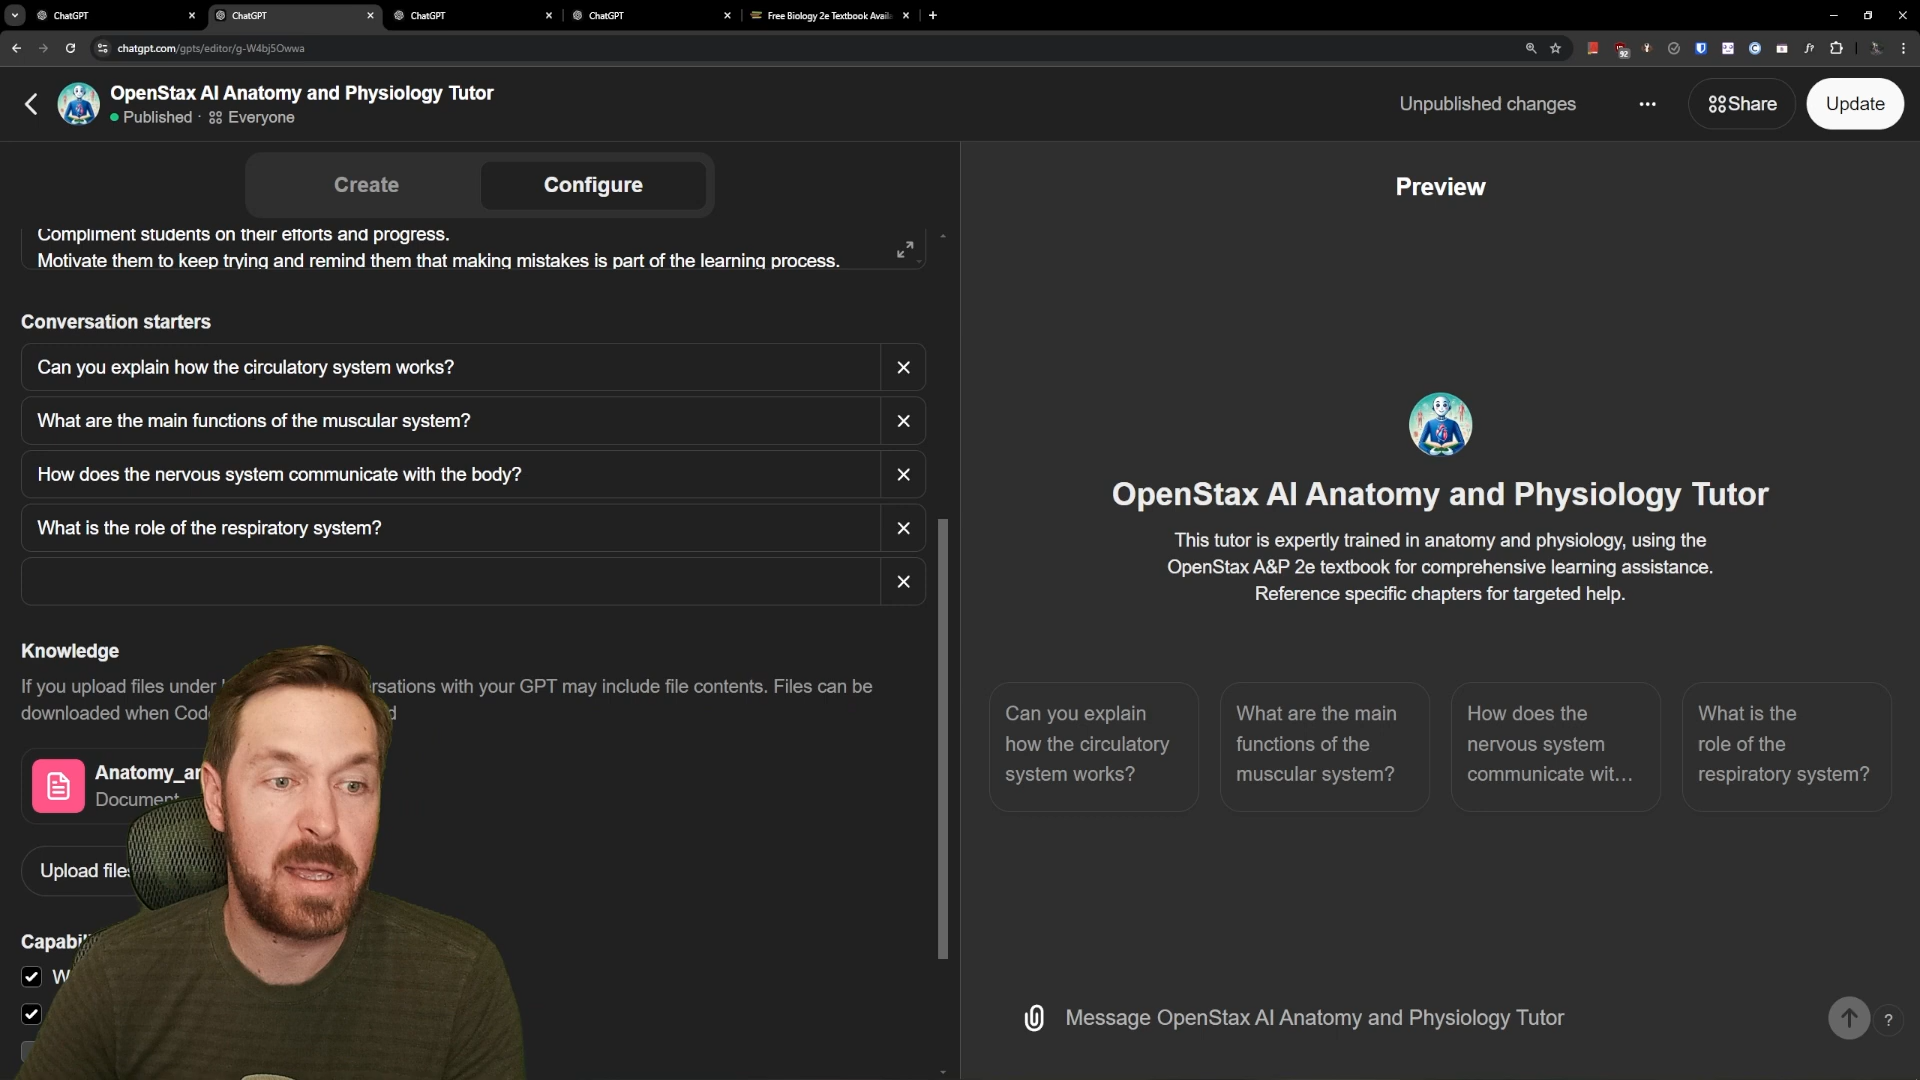 ChatGPT
ChatGPT
ChatGPT
ChatGPT
Free Biology 2e Textbook Avail
chatgpt.com/gpts/editor/g-W4bj5Owwa
92
f?
OpenStax AI Anatomy and Physiology Tutor
Published · Everyone
Unpublished changes
Share
Update
Create
Configure
Compliment students on their efforts and progress.
Motivate them to keep trying and remind them that making mistakes is part of the learning process.
Conversation starters
Can you explain how the circulatory system works?
What are the main functions of the muscular system?
How does the nervous system communicate with the body?
What is the role of the respiratory system?
Knowledge
If you upload files under rsations with your GPT may include file contents. Files can be
downloaded when Cod d
Anatomy_an
Document
Upload files
Capabili
W
Preview
OpenStax AI Anatomy and Physiology Tutor
This tutor is expertly trained in anatomy and physiology, using the
OpenStax A&P 2e textbook for comprehensive learning assistance.
Reference specific chapters for targeted help.
Can you explain
how the circulatory
system works?
What are the main
functions of the
muscular system?
How does the
nervous system
communicate wit...
What is the
role of the
respiratory system?
Message OpenStax AI Anatomy and Physiology Tutor
?